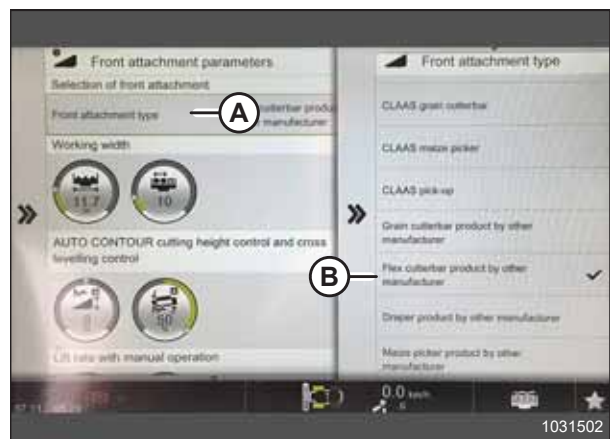 Front attachment parameters
Selection of front attachment
Front attachment type
A
cutterbar produ
manufacturer
Working width
11.7
10
AUTO CONTOUR cutting height control and cross
levelling control
50
Lift rate with manual operation
Front attachment type
CLAAS grain cutterbar
CLAAS maize picker
CLAAS pick-up
Grain cutterbar product by other
manufacturer
B
Flex cutterbar product by other
manufacturer
Draper product by other manufacturer
Maize picker product by other
manufacturer
0.0 km/h
1031502